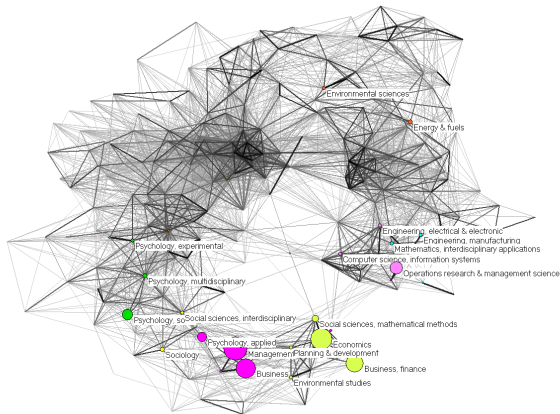 Environmental sciences
Energy & fuels
Engineering, electrical & electronic
Engineering, manufacturing
Psychology, experimental
Mathematics, interdisciplinary applications
Computer science, information systems
Operations research & management science
Psychology, multidisciplinary
Psychology, so
Social sciences, interdisciplinary
Social sciences, mathematical methods
Psychology, applied
Economics
Sociology
Management
Planning & development
Business, finance
Business
Environmental studies